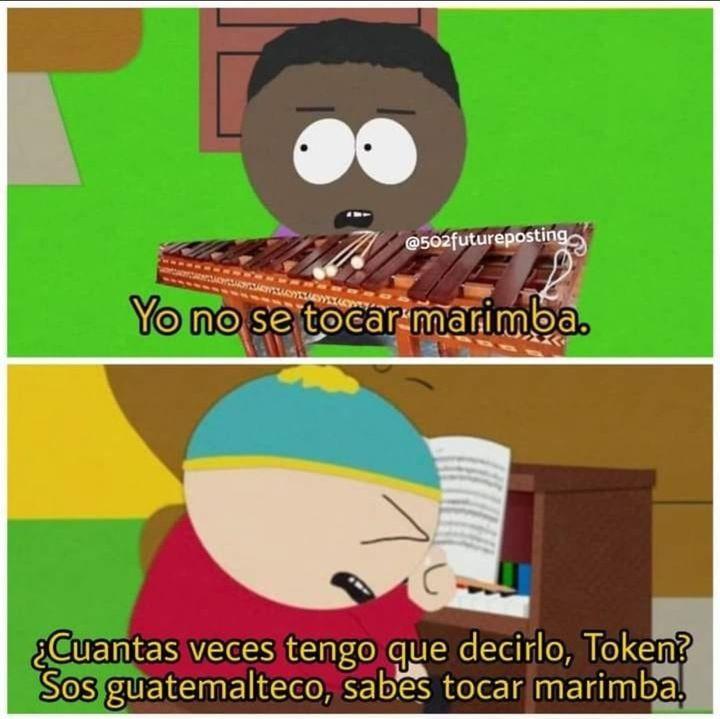 @502futureposting
Yo no se tocar marimba.
¿Cuantas veces tengo que decirlo, Token?
Sos guatemalteco, sabes tocar marimba.